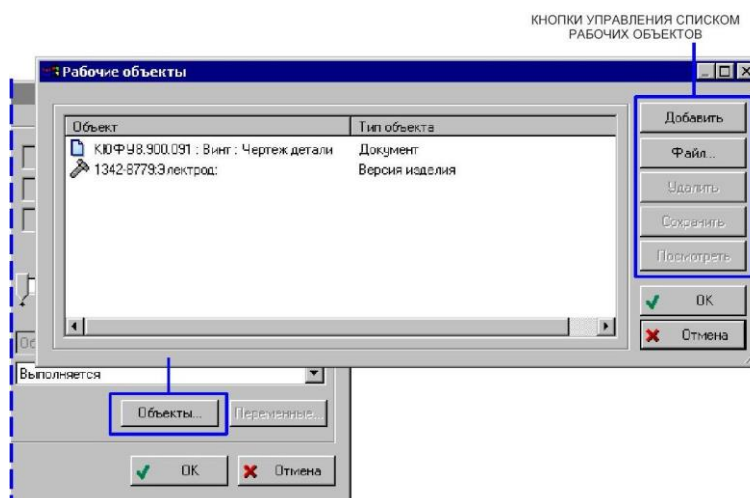 КНОПКИ УПРАВЛЕНИЯ СПИСКОМ
РАБОЧИХ ОБЪЕКТОВ
Рабочие объекты
Объект Тип объекта
КЮФУ8.900.091 : Винт : Чертеж детали Документ
1342-8779:Электрод: Версия изделия
Добавить
Файл...
Удалить
Сохранить
Посмотреть
OK
Отмена
Об
Выполняется
Объекты... Переменные...
OK Отмена